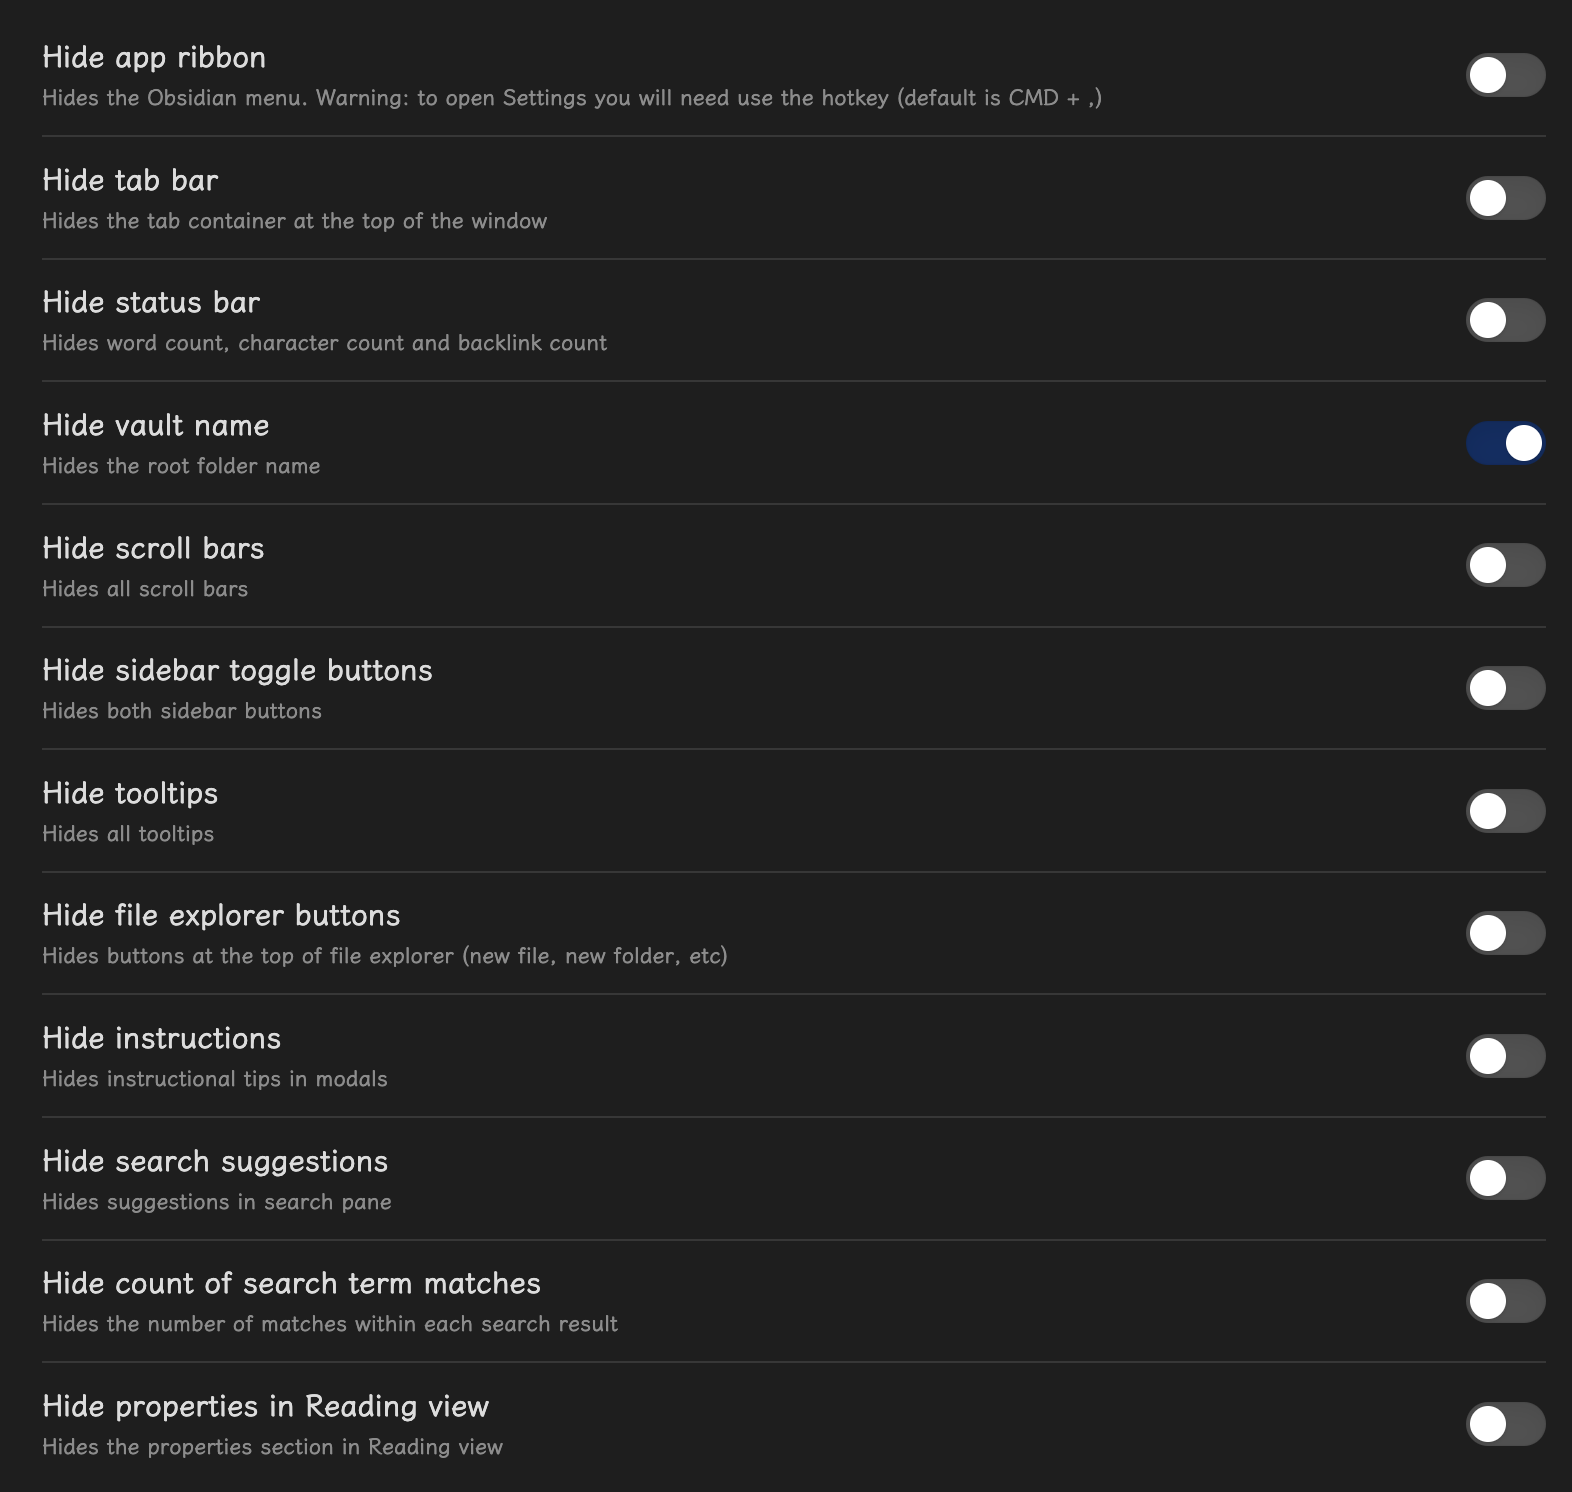 Hide app ribbon
Hides the Obsidian menu. Warning: to open Settings you will need use the hotkey (default is CMD + ,)
Hide tab bar
Hides the tab container at the top of the window
Hide status bar
Hides word count, character count and backlink count
Hide vault name
Hides the root folder name
Hide scroll bars
Hides all scroll bars
Hide sidebar toggle buttons
Hides both sidebar buttons
Hide tooltips
Hides all tooltips
Hide file explorer buttons
Hides buttons at the top of file explorer (new file, new folder, etc)
Hide instructions
Hides instructional tips in modals
Hide search suggestions
Hides suggestions in search pane
Hide count of search term matches
Hides the number of matches within each search result
Hide properties in Reading view
Hides the properties section in Reading view